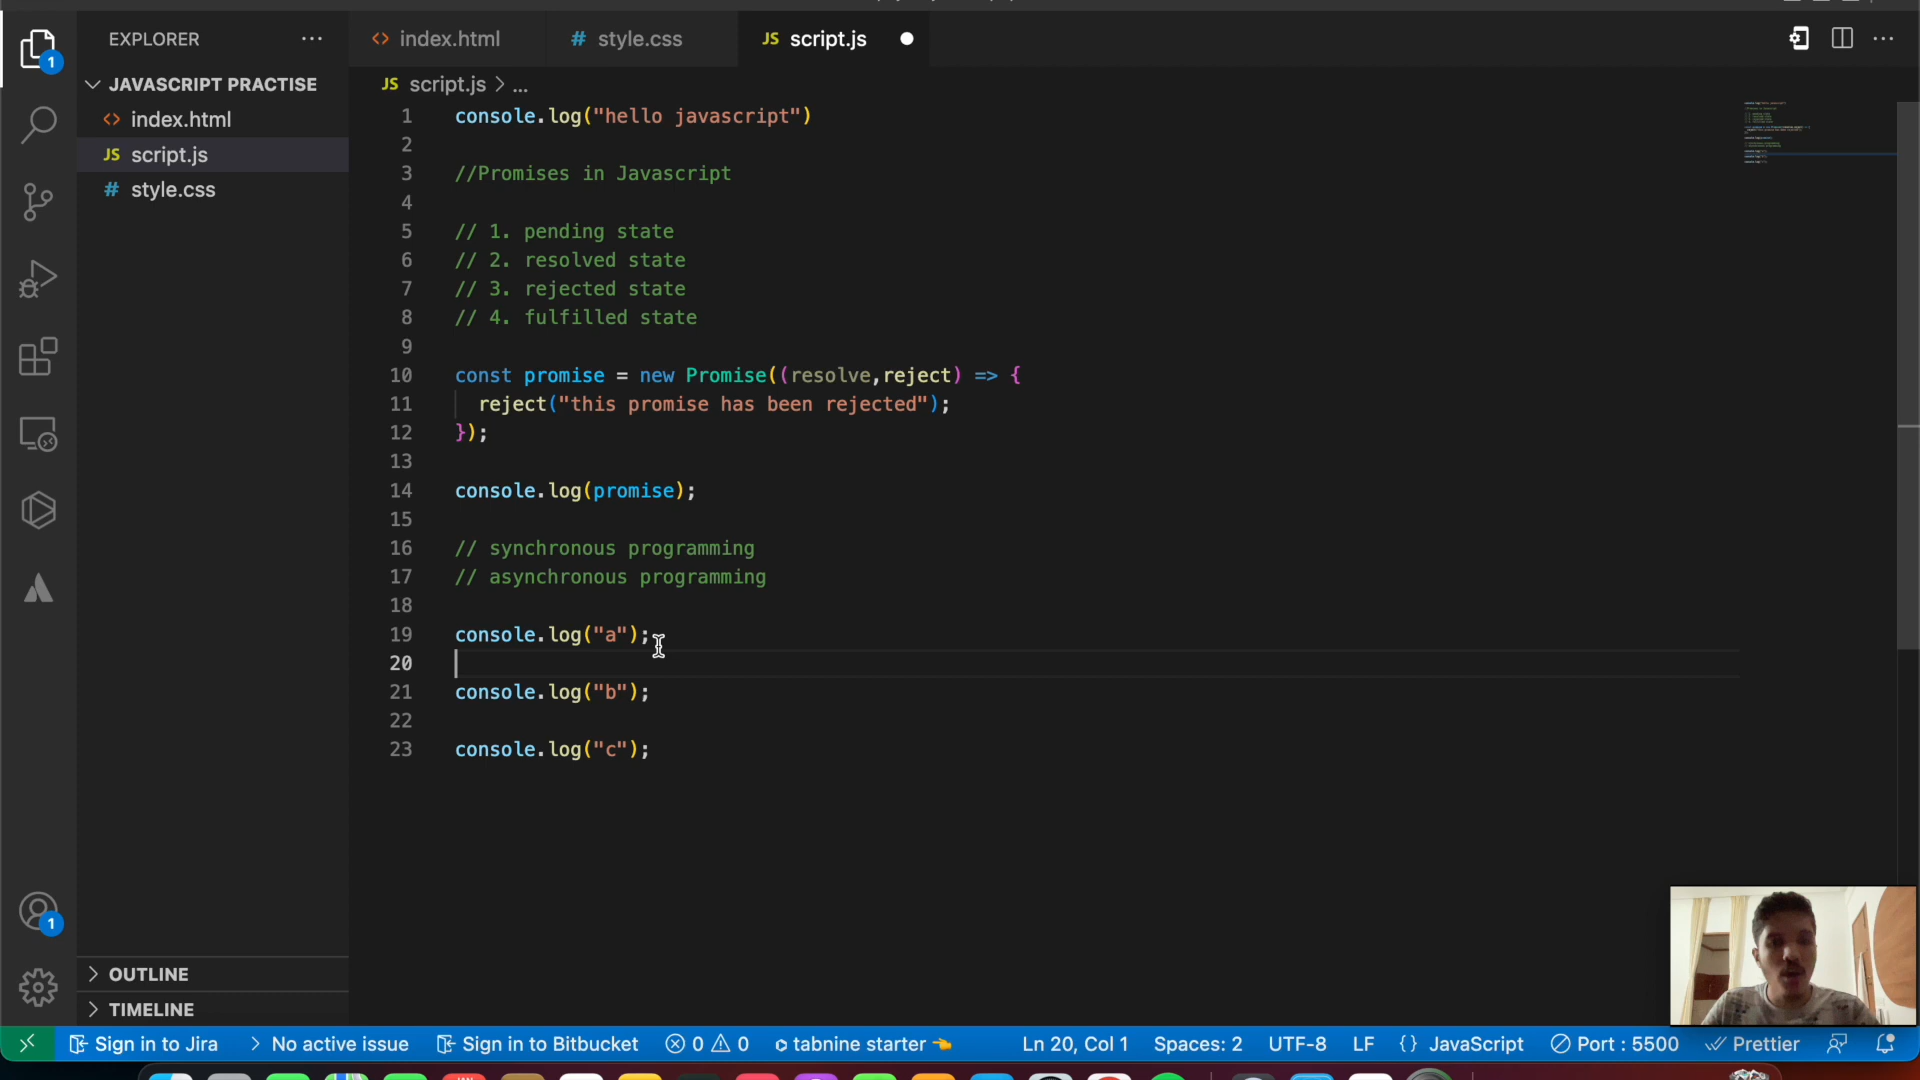 EXPLORER
index.html
# style.css
JS script.js
JAVASCRIPT PRACTISE
index.html
JS script.js
# style.css
JS script.js > ...
1 console.log("hello javascript")
2
3 //Promises in Javascript
4
5 // 1. pending state
6 // 2. resolved state
7 // 3. rejected state
8 // 4. fulfilled state
9
10 const promise = new Promise((resolve,reject) => {
11 reject("this promise has been rejected");
12 });
13
14 console.log(promise);
15
16 // synchronous programming
17 // asynchronous programming
18
19 console.log("a");
20
21 console.log("b");
22
23 console.log("c");
1
1
OUTLINE
TIMELINE
Sign in to Jira > No active issue Sign in to Bitbucket 0 0 tabnine starter Ln 20, Col 1 Spaces: 2 UTF-8 LF {} JavaScript Port : 5500 Prettier